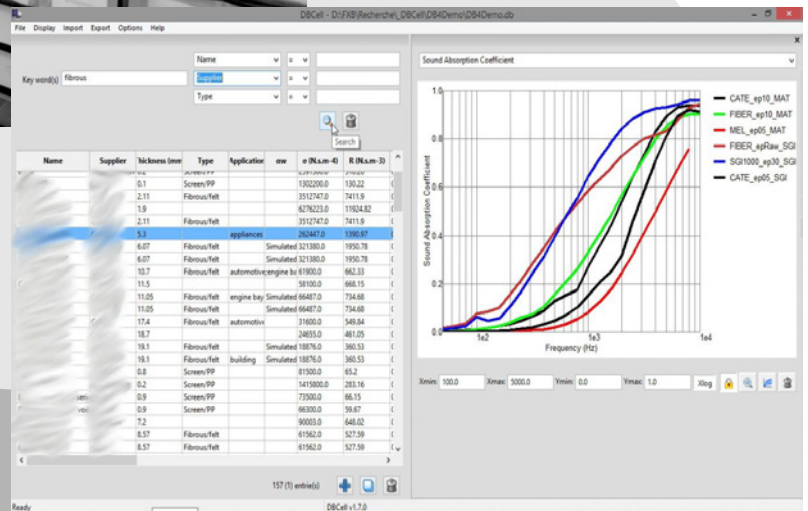 DBCell - D:\FXB\Recherche\_DBCell\DB4Demo\DB4Demo.db
File Display Import Export Options Help
Key word(s) fibrous
Name =
Supplier =
Type =
Search
Name Supplier Thickness (mm Type Application αw σ (N.s.m-4) R (N.s.m-3)
0.1 Screen/PP 1302200.0 130.22
2.11 Fibrous/felt 3512747.0 7411.9
1.9 6276223.0 11924.82
2.11 Fibrous/felt 3512747.0 7411.9
5.3 appliances 262447.0 1390.97
6.07 Fibrous/felt Simulated 321380.0 1950.78
6.07 Fibrous/felt Simulated 321380.0 1950.78
10.7 Fibrous/felt automotive;engine ba 61900.0 662.33
11.5 58100.0 668.15
11.05 Fibrous/felt engine bay Simulated 66487.0 734.68
11.05 Fibrous/felt Simulated 66487.0 734.68
17.4 Fibrous/felt automotive 31600.0 549.84
18.7 24655.0 461.05
19.1 Fibrous/felt Simulated 18876.0 360.53
19.1 Fibrous/felt building Simulated 18876.0 360.53
0.8 Screen/PP 81500.0 65.2
0.2 Screen/PP 1415800.0 283.16
0.9 Screen/PP 73500.0 66.15
0.9 Screen/PP 66300.0 59.67
7.2 90003.0 648.02
8.57 Fibrous/felt 61562.0 527.59
8.57 Fibrous/felt 61562.0 527.59
157 (1) entrie(s)
Ready
DBCell v1.7.0
Sound Absorption Coefficient
Sound Absorption Coefficient
1.0
0.8
0.6
0.4
0.2
0.0
1e2 1e3 1e4
Frequency (Hz)
CATE_ep10_MAT
FIBER_ep10_MAT
MEL_ep05_MAT
FIBER_epRaw_SGI
SGI1000_ep30_SGI
CATE_ep05_SGI
Xmin: 100.0 Xmax: 5000.0 Ymin: 0.0 Ymax: 1.0 Xlog